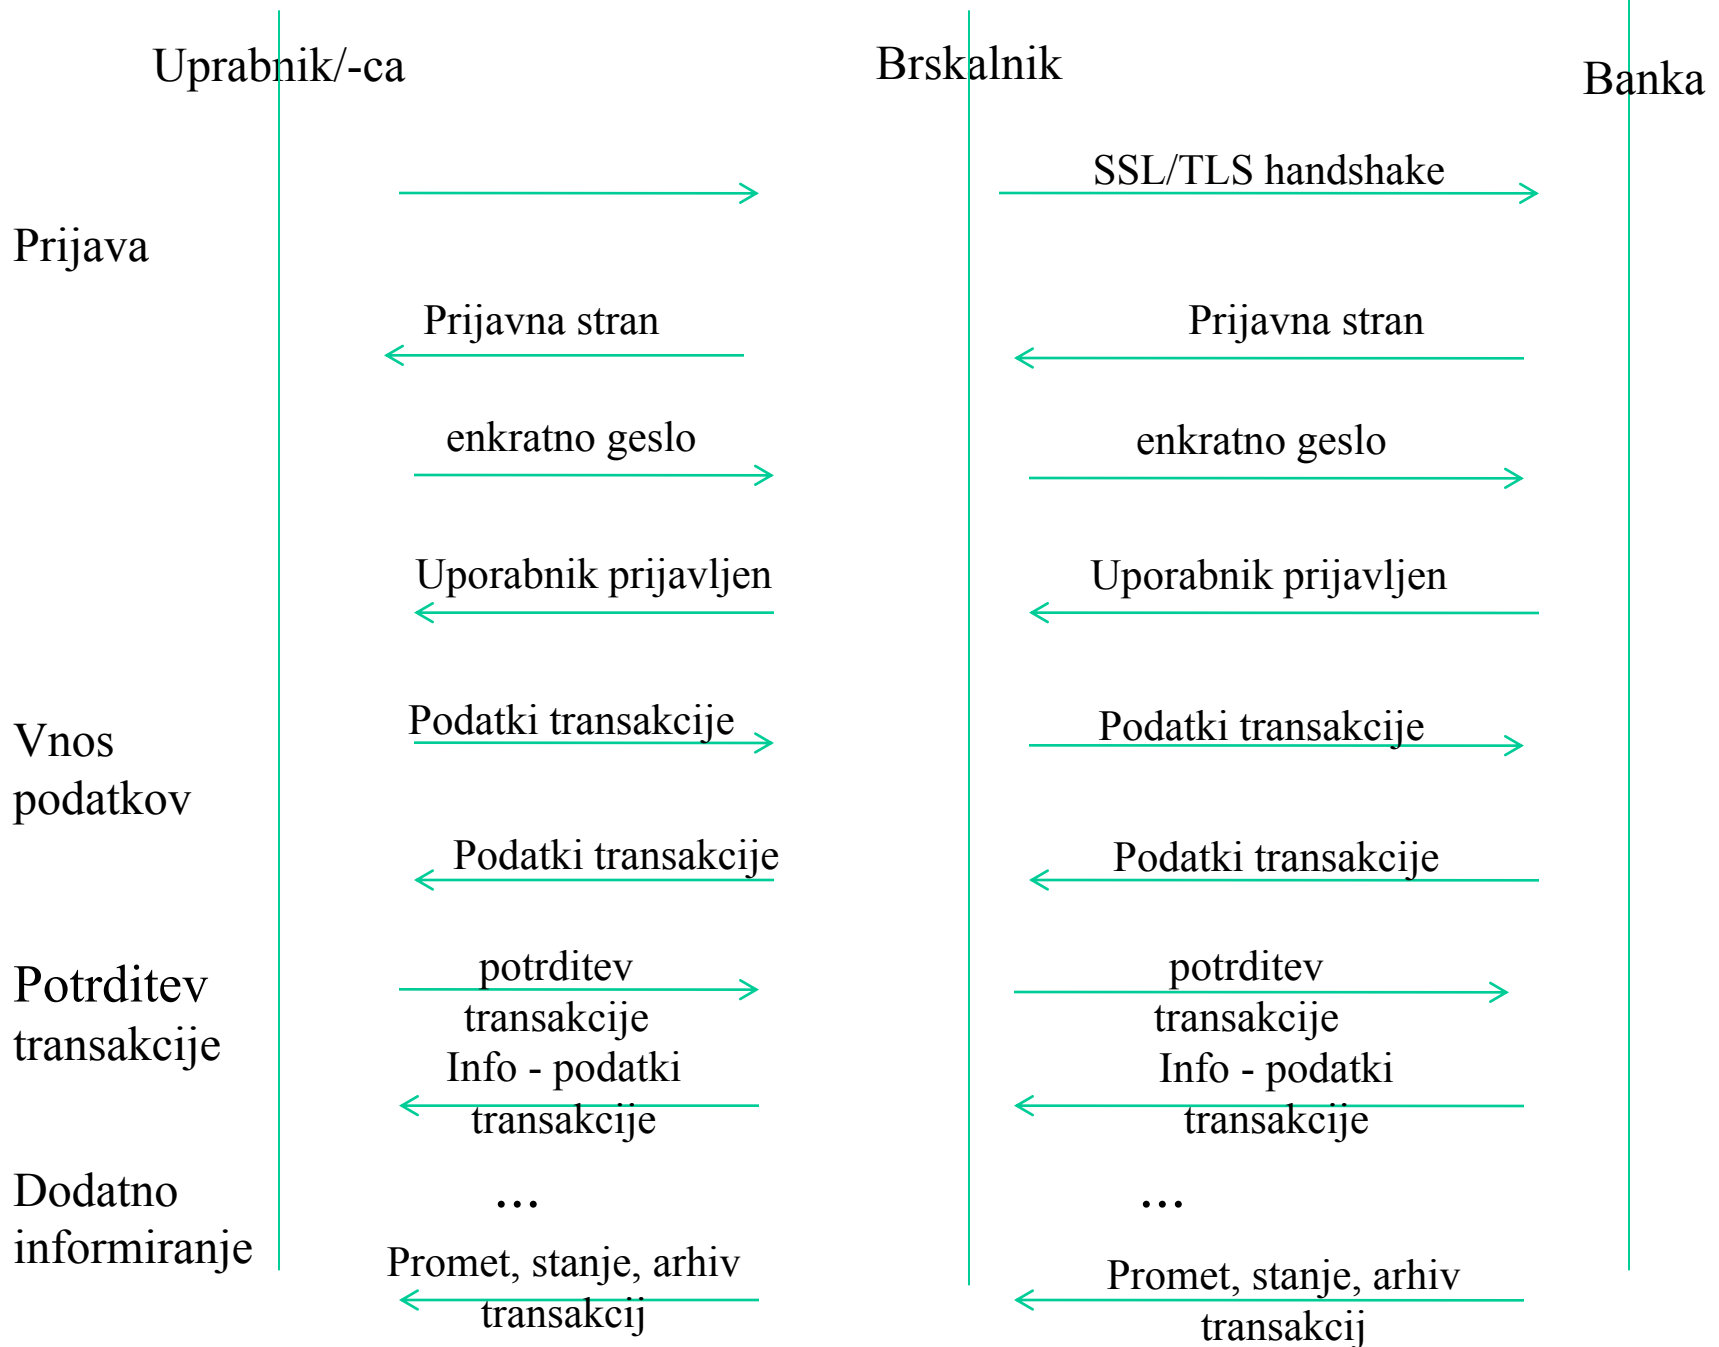 Uprabnik/-ca
Brskalnik
Banka
SSL/TLS handshake
Prijava
Prijavna stran
Prijavna stran
enkratno geslo
enkratno geslo
Uporabnik prijavljen
Uporabnik prijavljen
Vnos
podatkov
Podatki transakcije
Podatki transakcije
Podatki transakcije
Podatki transakcije
Potrditev
transakcije
potrditev
transakcije
potrditev
transakcije
Info - podatki
transakcije
Info - podatki
transakcije
Dodatno
informiranje
...
...
Promet, stanje, arhiv
transakcij
Promet, stanje, arhiv
transakcij